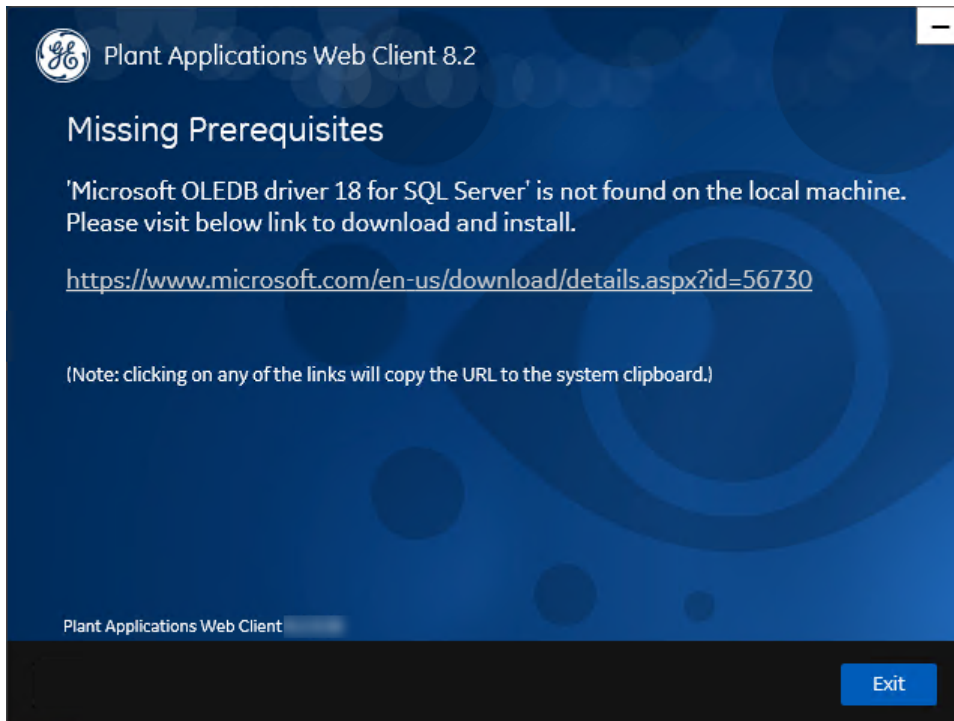 Plant Applications Web Client 8.2
Missing Prerequisites
'Microsoft OLEDB driver 18 for SQL Server' is not found on the local machine.
Please visit below link to download and install.
https://www.microsoft.com/en-us/download/details.aspx?id=56730
(Note: clicking on any of the links will copy the URL to the system clipboard.)
Plant Applications Web Client
Exit